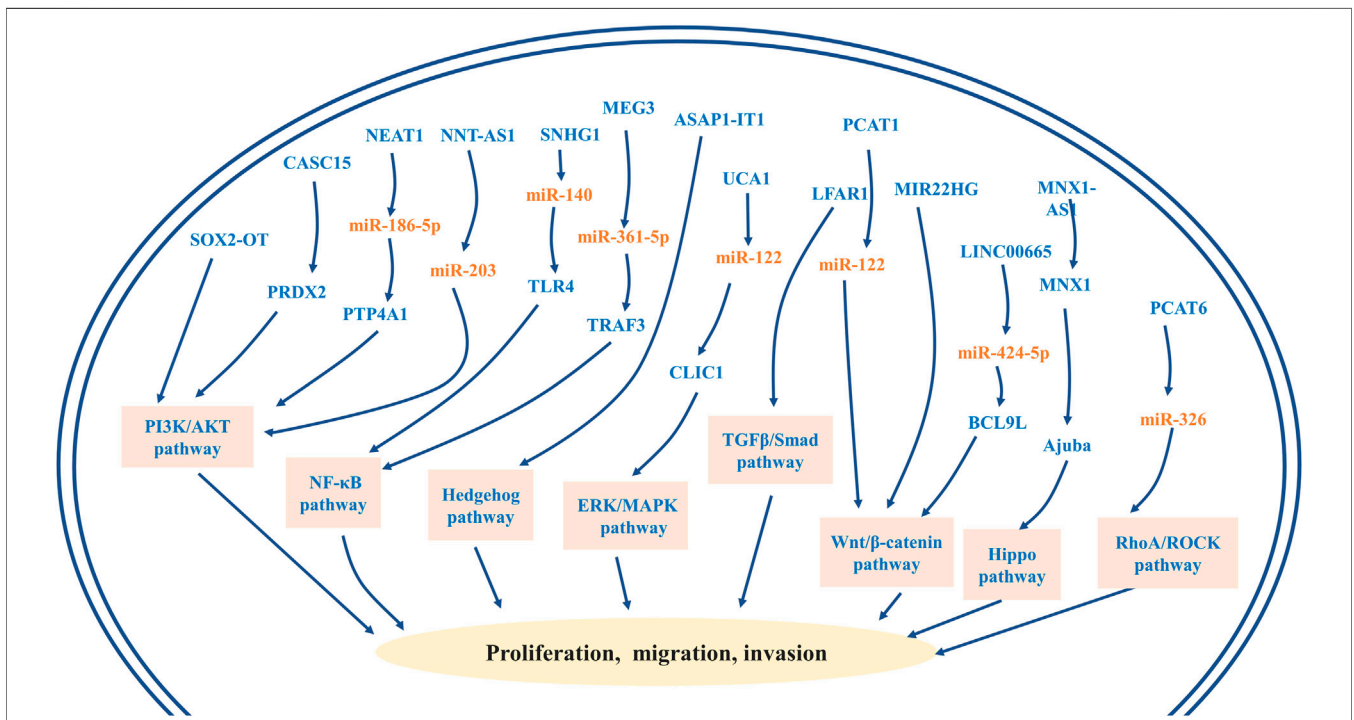 MEG3
ASAP1-IT1
PCAT1
NEAT1
NNT-AS1
SNHG1
CASC15
UCA1
LFAR1
MIR22HG
MNX1-
AS1
miR-140
miR-186-5p
SOX2-OT
miR-361-5p
miR-122
miR-122
LINC00665
miR-203
PRDX2
TLR4
MNX1
PTP4A1
TRAF3
PCAT6
miR-424-5p
CLIC1
BCL9L
miR-326
Ajuba
PI3K/AKT
pathway
TGFβ/Smad
pathway
NF-κB
pathway
Hedgehog
pathway
ERK/MAPK
pathway
Wnt/β-catenin
pathway
Hippo
pathway
RhoA/ROCK
pathway
Proliferation, migration, invasion